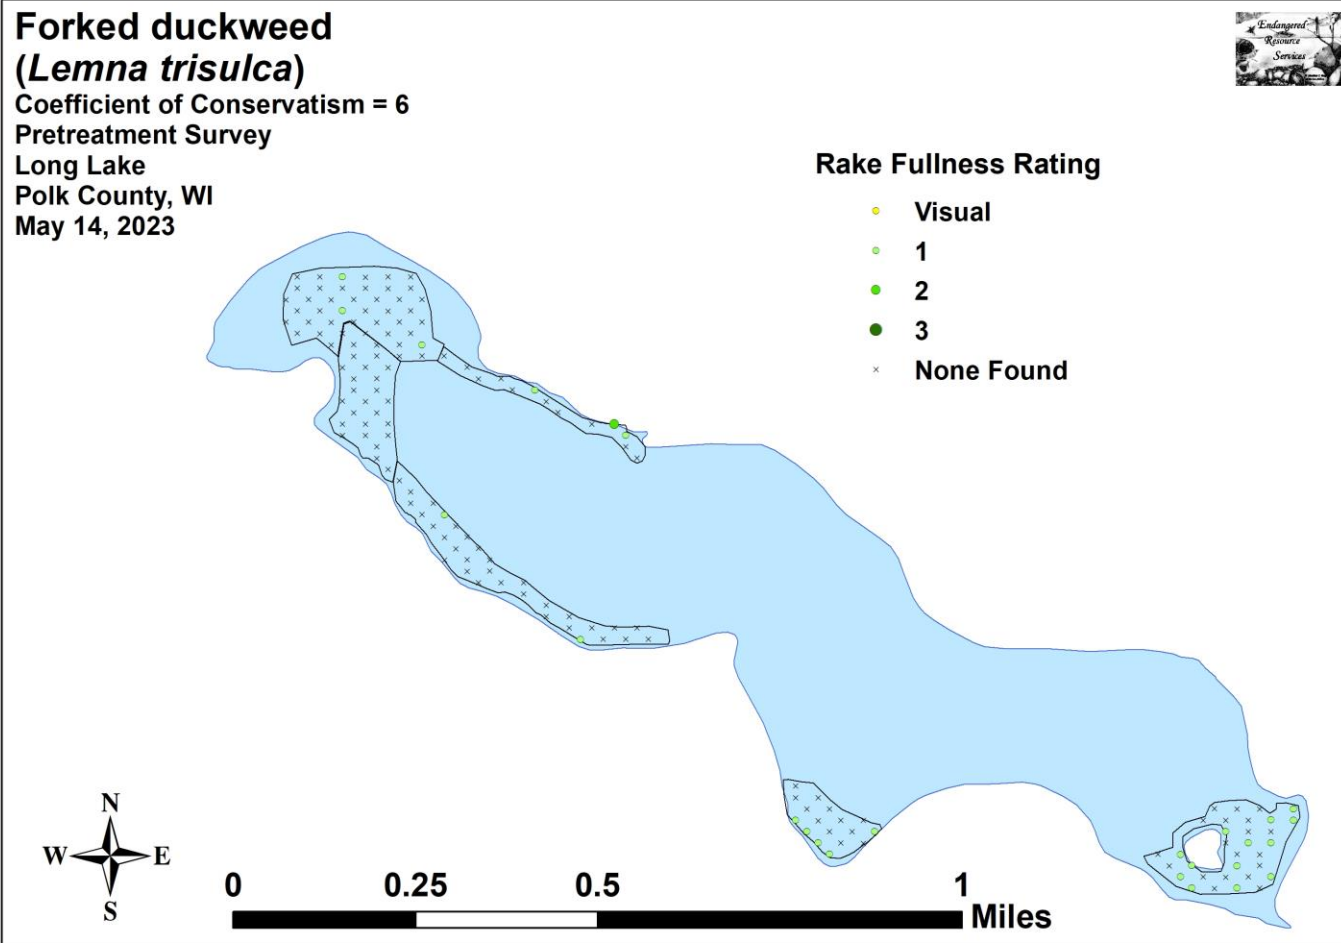 Forked duckweed
(Lemna trisulca)
Coefficient of Conservatism = 6
Pretreatment Survey
Long Lake
Polk County, WI
May 14, 2023
Endangered
Resource
Services
Rake Fullness Rating
Visual
1
2
3
None Found
N
W E
S
0 0.25 0.5 1
Miles